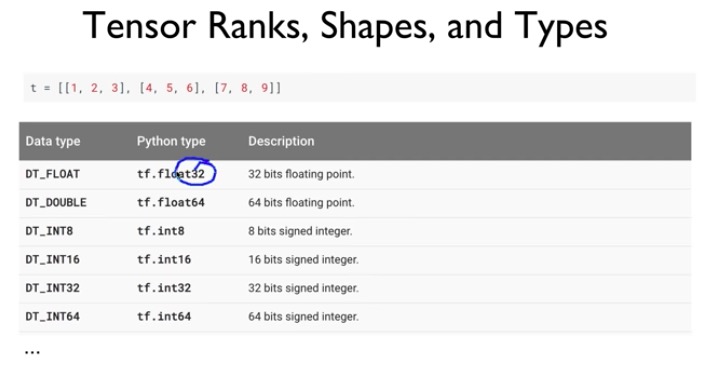 Tensor Ranks, Shapes, and Types
t = [[1, 2, 3], [4, 5, 6], [7, 8, 9]]
Data type Python type Description
DT_FLOAT tf.float32 32 bits floating point.
DT_DOUBLE tf.float64 64 bits floating point.
DT_INT8 tf.int8 8 bits signed integer.
DT_INT16 tf.int16 16 bits signed integer.
DT_INT32 tf.int32 32 bits signed integer.
DT_INT64 tf.int64 64 bits signed integer.
...